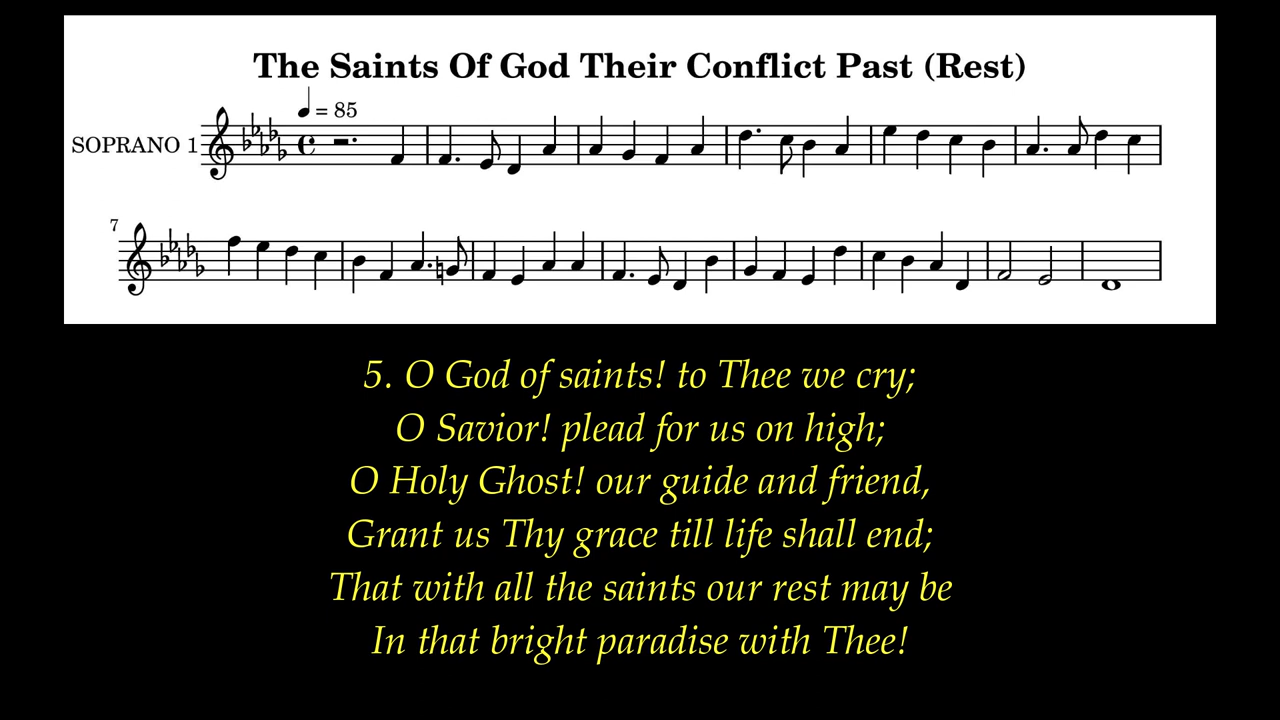 The Saints Of God Their Conflict Past (Rest)
= 85
SOPRANO 1
7
5. O God of saints! to Thee we cry;
O Savior! plead for us on high;
O Holy Ghost! our guide and friend,
Grant us Thy grace till life shall end;
That with all the saints our rest may be
In that bright paradise with Thee!